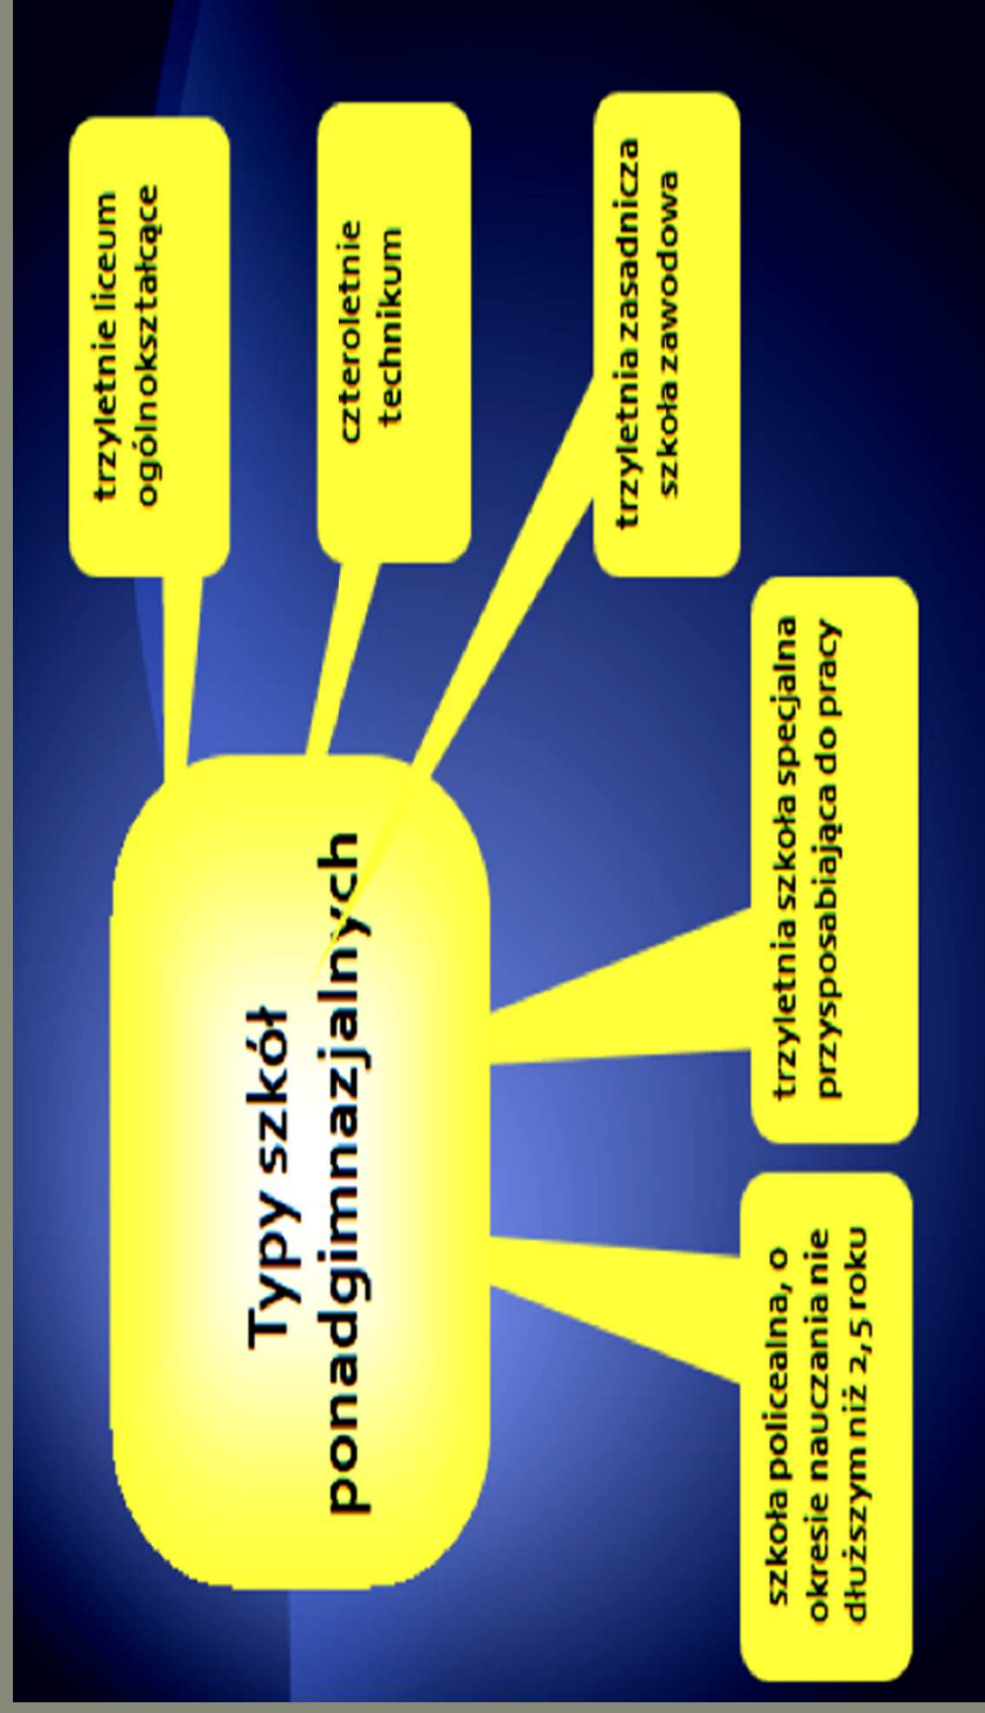 Typy szkół
ponadgimnazjalnych
trzyletnie liceum
ogólnokształcące
czteroletnie
technikum
trzyletnia zasadnicza
szkoła zawodowa
trzyletnia szkoła specjalna
przysposabiająca do pracy
szkoła policealna, o
okresie nauczania nie
dłuższym niż 2,5 roku